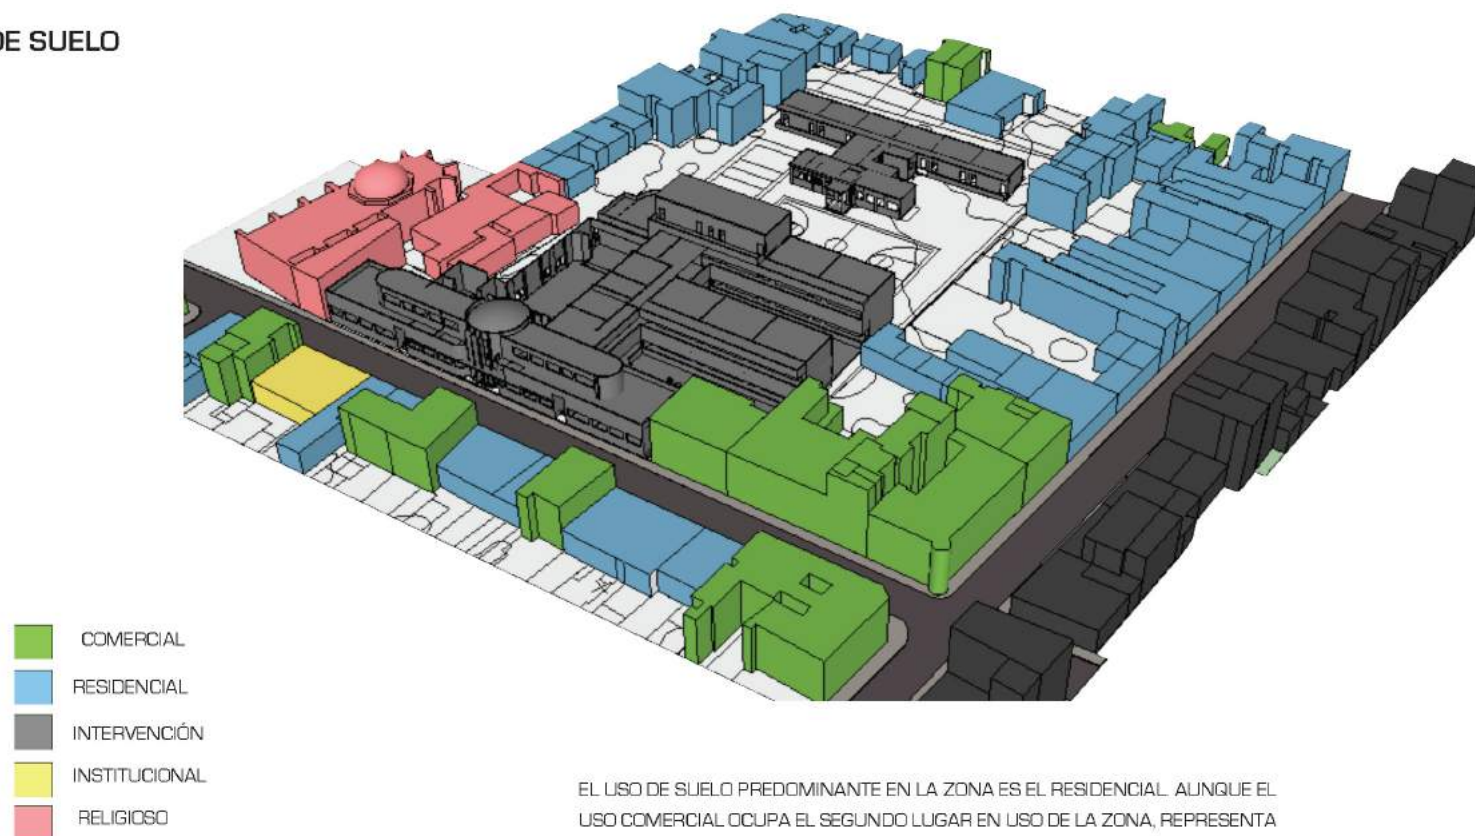 DE SUELO
COMERCIAL
RESIDENCIAL
INTERVENCIÓN
INSTITUCIONAL
RELIGIOSO
EL USO DE SUELO PREDOMINANTE EN LA ZONA ES EL RESIDENCIAL AUNQUE EL
USO COMERCIAL OCUPA EL SEGUNDO LUGAR EN USO DE LA ZONA, REPRESENTA